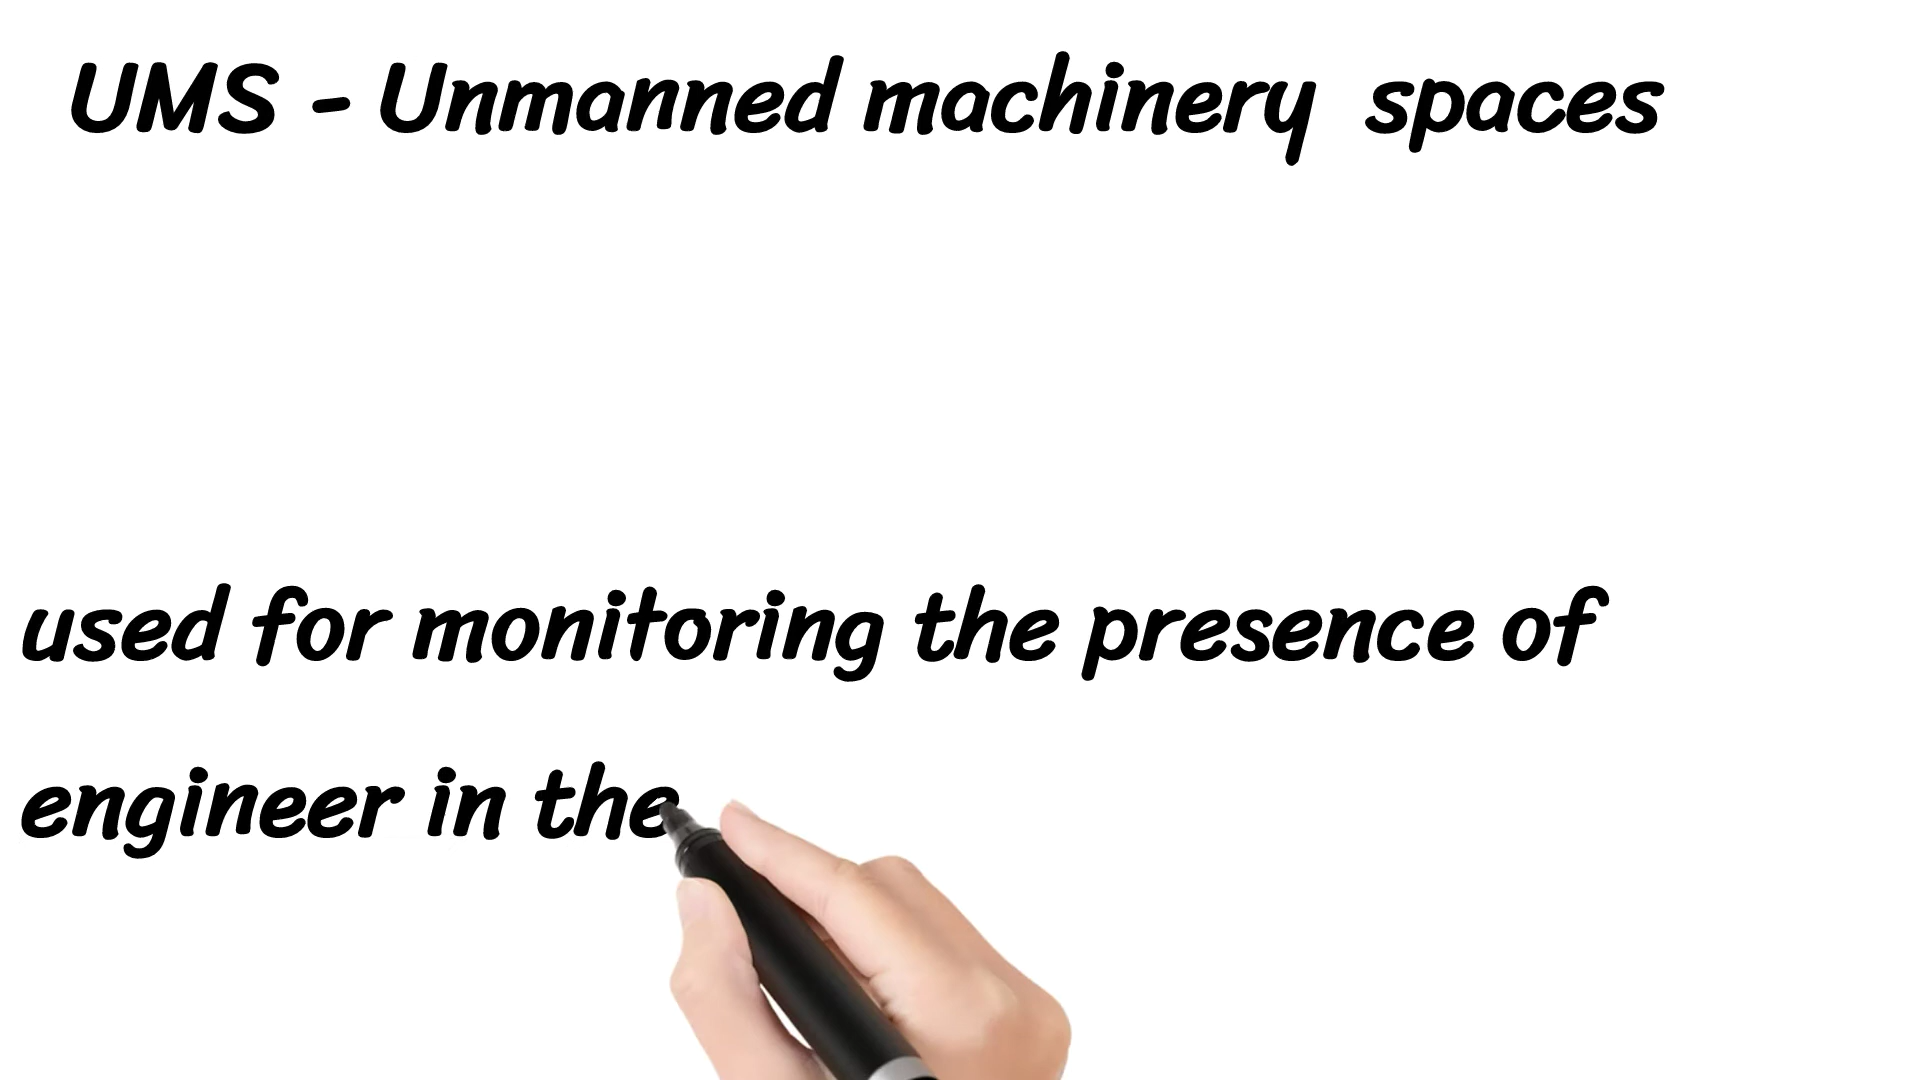 UMS - Unmanned machinery spaces
used for monitoring the presence of
engineer in the